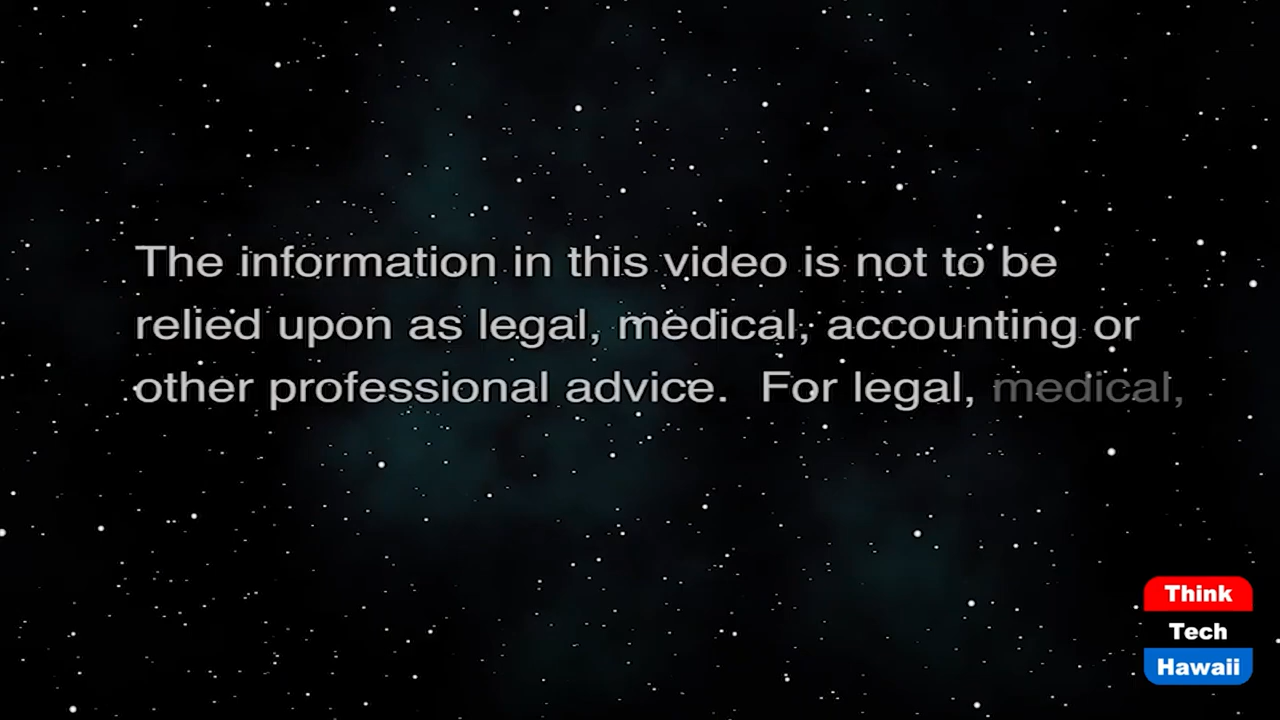 The information in this video is not to be
relied upon as legal, medical, accounting or
other professional advice. For legal, medical,
Think
Tech
Hawaii